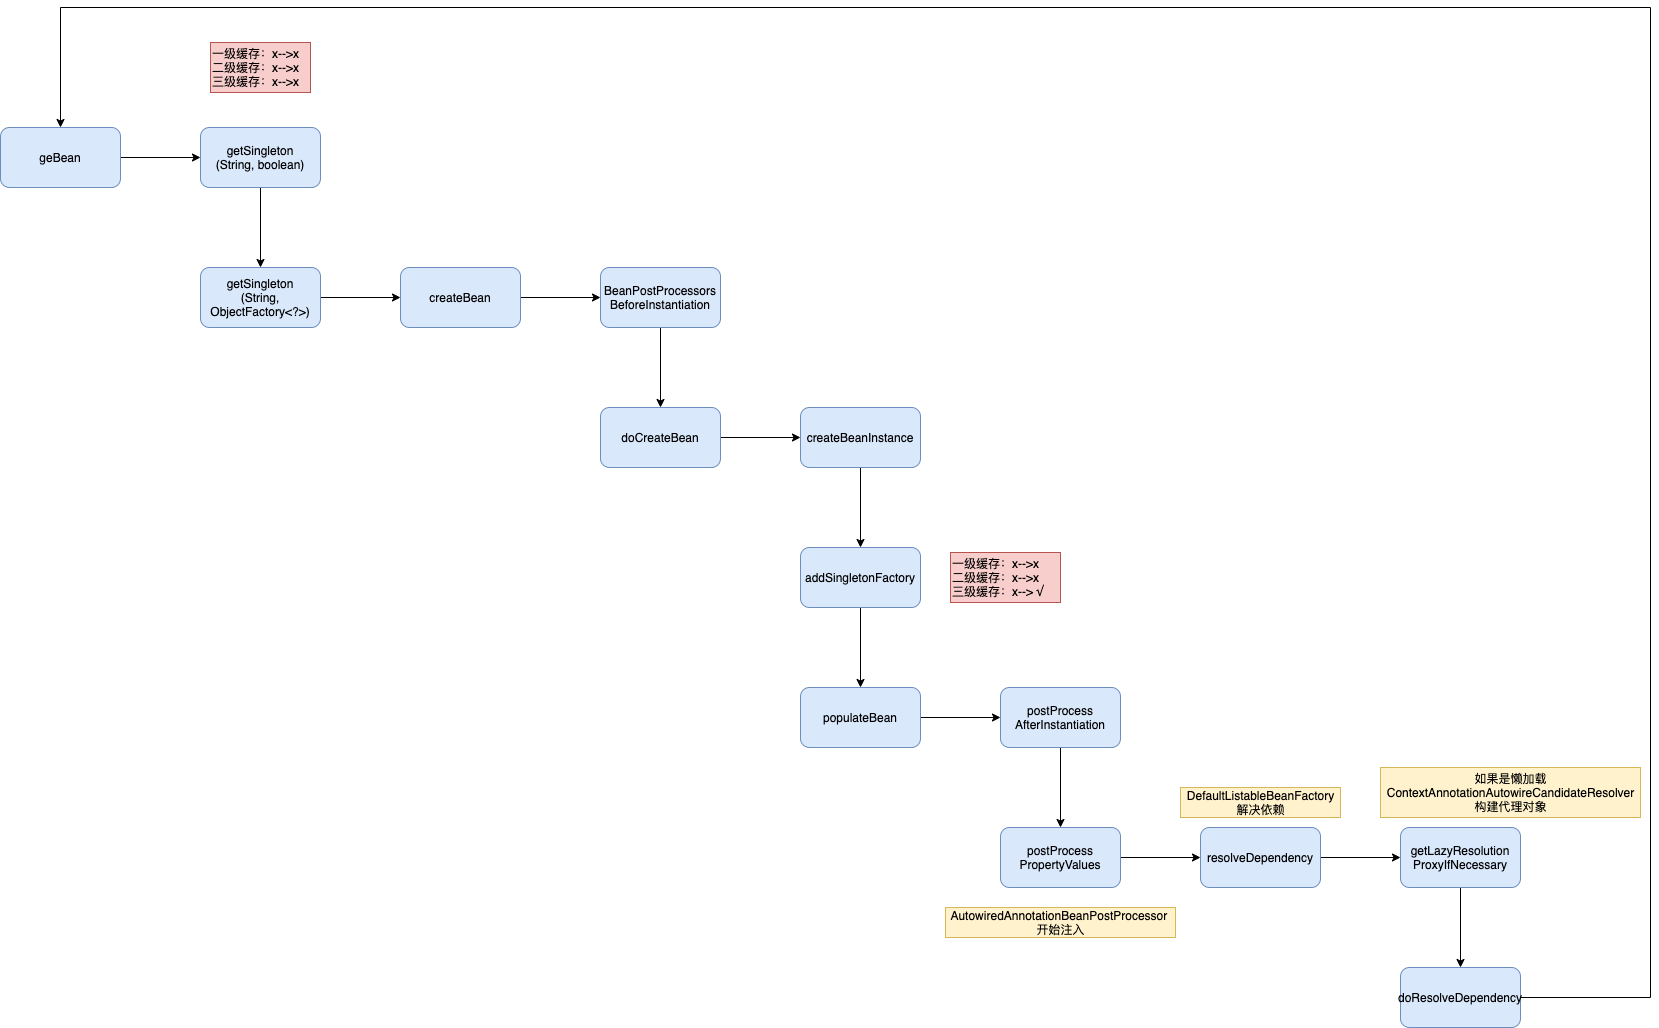 一级缓存：x-->x
二级缓存：x-->x
三级缓存：x-->x
geBean
getSingleton
(String, boolean)
getSingleton
(String,
ObjectFactory<?>)
createBean
BeanPostProcessors
BeforeInstantiation
doCreateBean
createBeanInstance
addSingletonFactory
一级缓存：x-->x
二级缓存：x-->x
三级缓存：x--> √
populateBean
postProcess
AfterInstantiation
DefaultListableBeanFactory
解决依赖
如果是懒加载
ContextAnnotationAutowireCandidateResolver
构建代理对象
postProcess
PropertyValues
resolveDependency
getLazyResolution
ProxyIfNecessary
AutowiredAnnotationBeanPostProcessor
开始注入
doResolveDependency